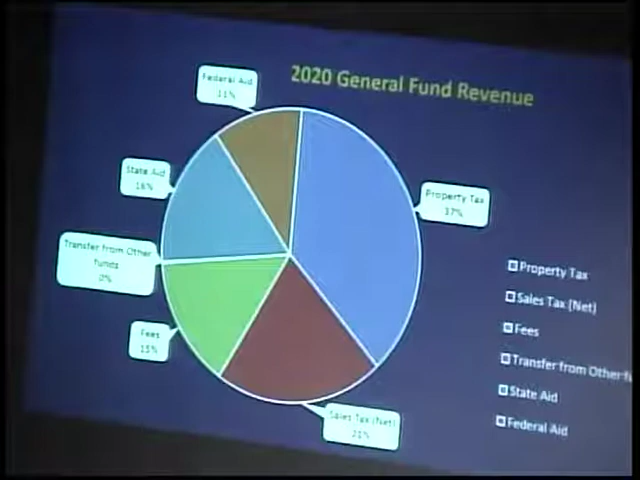 2020 General Fund Revenue
Federal Aid
11%
State Aid
16%
Property Tax
37%
Transfer from Other
funds
0%
Fees
15%
Sales Tax (Net)
21%
Property Tax
Sales Tax (Net)
Fees
Transfer from Other f
State Aid
Federal Aid